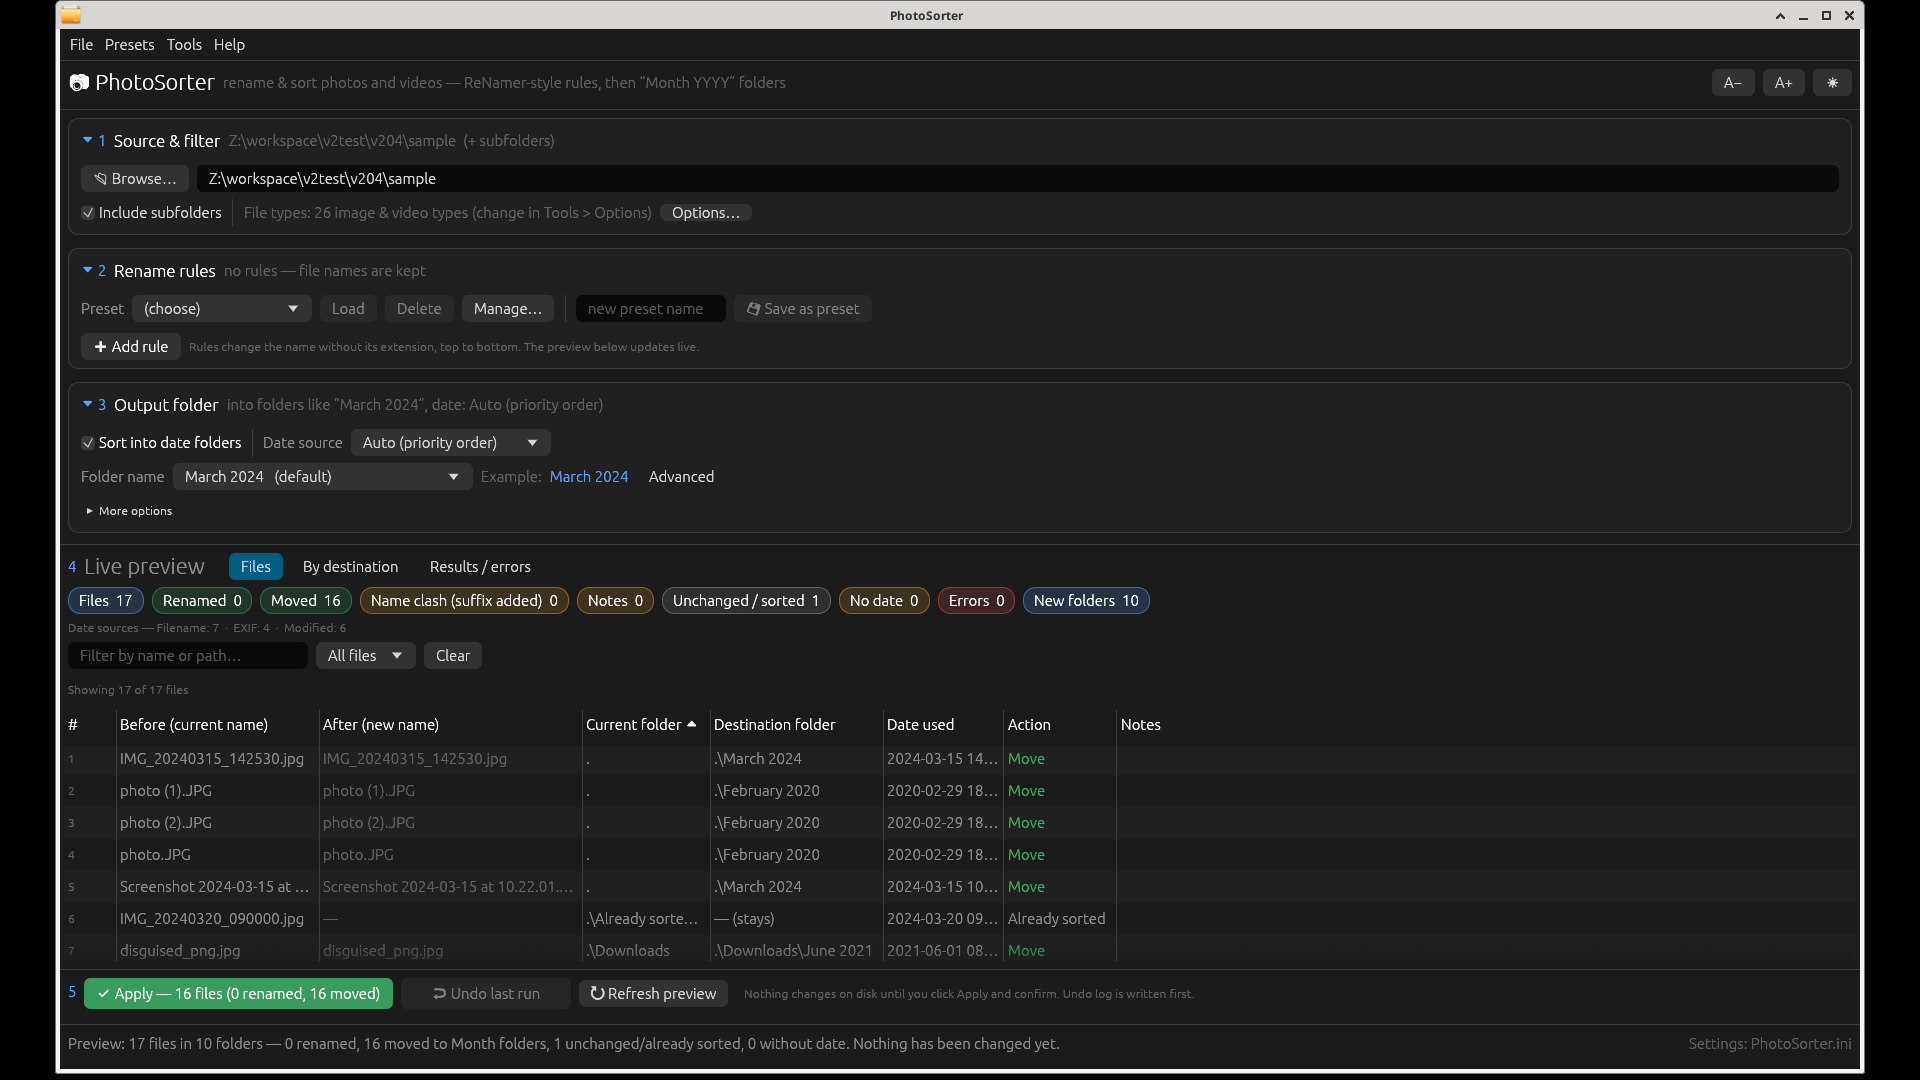 PhotoSorter
File Presets Tools Help
PhotoSorter rename & sort photos and videos — ReNamer-style rules, then “Month YYYY” folders A− A+
1 Source & filter Z:\workspace\v2test\v204\sample (+ subfolders)
Browse… Z:\workspace\v2test\v204\sample
Include subfolders File types: 26 image & video types (change in Tools > Options) Options…
2 Rename rules no rules — file names are kept
Preset (choose) Load Delete Manage… new preset name Save as preset
+ Add rule Rules change the name without its extension, top to bottom. The preview below updates live.
3 Output folder into folders like “March 2024”, date: Auto (priority order)
Sort into date folders Date source Auto (priority order)
Folder name March 2024 (default) Example: March 2024 Advanced
More options
4 Live preview Files By destination Results / errors
Files 17 Renamed 0 Moved 16 Name clash (suffix added) 0 Notes 0 Unchanged / sorted 1 No date 0 Errors 0 New folders 10
Date sources — Filename: 7 · EXIF: 4 · Modified: 6
Filter by name or path… All files Clear
Showing 17 of 17 files
# Before (current name) After (new name) Current folder Destination folder Date used Action Notes
1 IMG_20240315_142530.jpg IMG_20240315_142530.jpg . .\March 2024 2024-03-15 14… Move
2 photo (1).JPG photo (1).JPG . .\February 2020 2020-02-29 18… Move
3 photo (2).JPG photo (2).JPG . .\February 2020 2020-02-29 18… Move
4 photo.JPG photo.JPG . .\February 2020 2020-02-29 18… Move
5 Screenshot 2024-03-15 at … Screenshot 2024-03-15 at 10.22.01.… . .\March 2024 2024-03-15 10… Move
6 IMG_20240320_090000.jpg — .\Already sorte… — (stays) 2024-03-20 09… Already sorted
7 disguised_png.jpg disguised_png.jpg .\Downloads .\Downloads\June 2021 2021-06-01 08… Move
5 Apply — 16 files (0 renamed, 16 moved) Undo last run Refresh preview Nothing changes on disk until you click Apply and confirm. Undo log is written first.
Preview: 17 files in 10 folders — 0 renamed, 16 moved to Month folders, 1 unchanged/already sorted, 0 without date. Nothing has been changed yet. Settings: PhotoSorter.ini